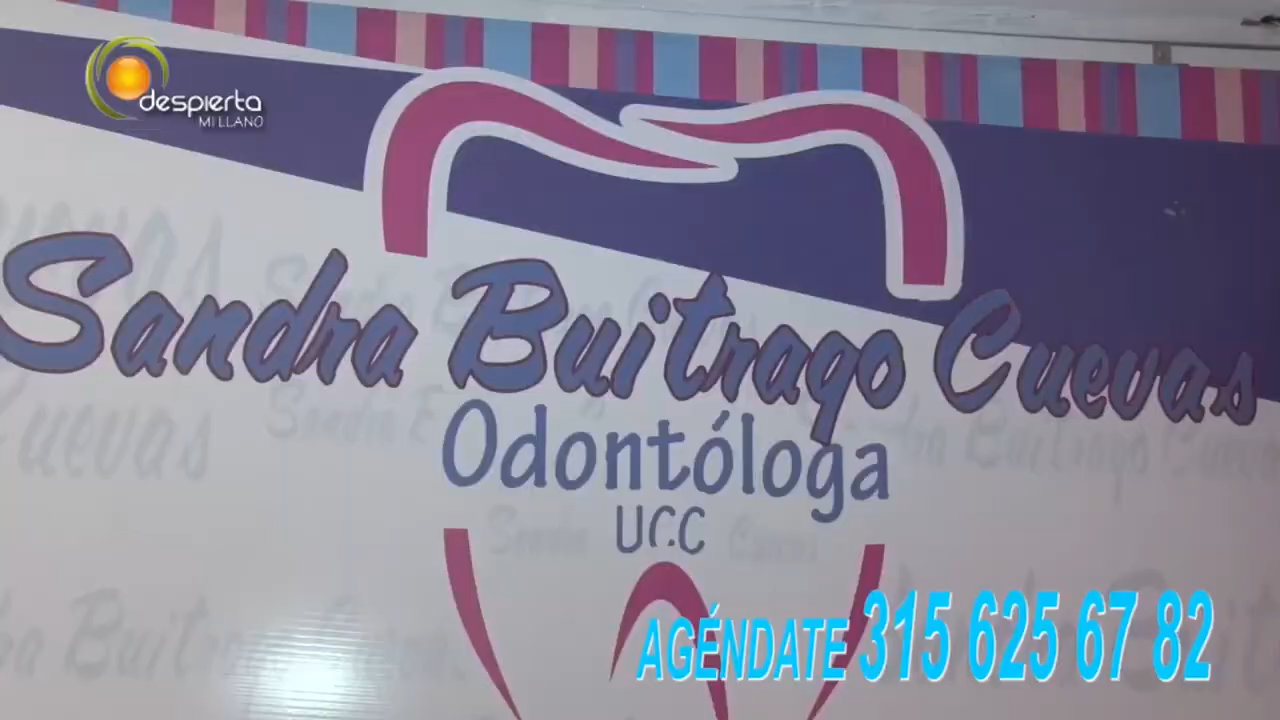 despierta
MI LLANO
Sandra Buitrago Cuevas
Odontóloga
UCC
AGÉNDATE 315 625 67 82